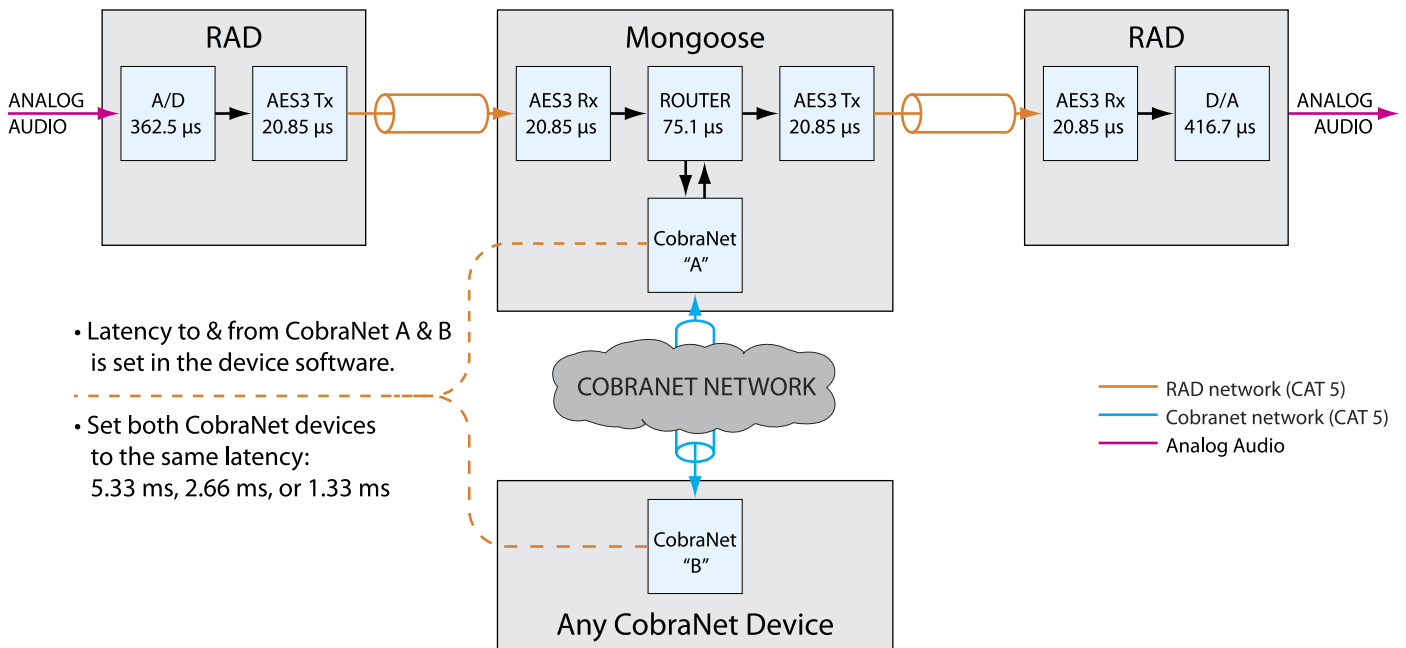 RAD
A/D
362.5 µs
AES3 Tx
20.85 µs
ANALOG
AUDIO
Mongoose
AES3 Rx
20.85 µs
ROUTER
75.1 µs
AES3 Tx
20.85 µs
CobraNet
“A”
RAD
AES3 Rx
20.85 µs
D/A
416.7 µs
ANALOG
AUDIO
• Latency to & from CobraNet A & B
is set in the device software.
• Set both CobraNet devices
to the same latency:
5.33 ms, 2.66 ms, or 1.33 ms
COBRANET NETWORK
RAD network (CAT 5)
Cobranet network (CAT 5)
Analog Audio
CobraNet
“B”
Any CobraNet Device